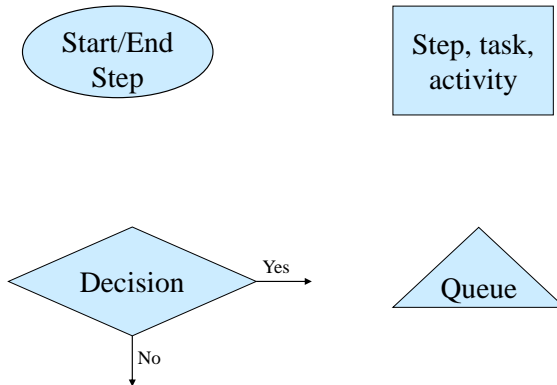 Start/End
Step
Step, task,
activity
Decision
Yes
No
Queue